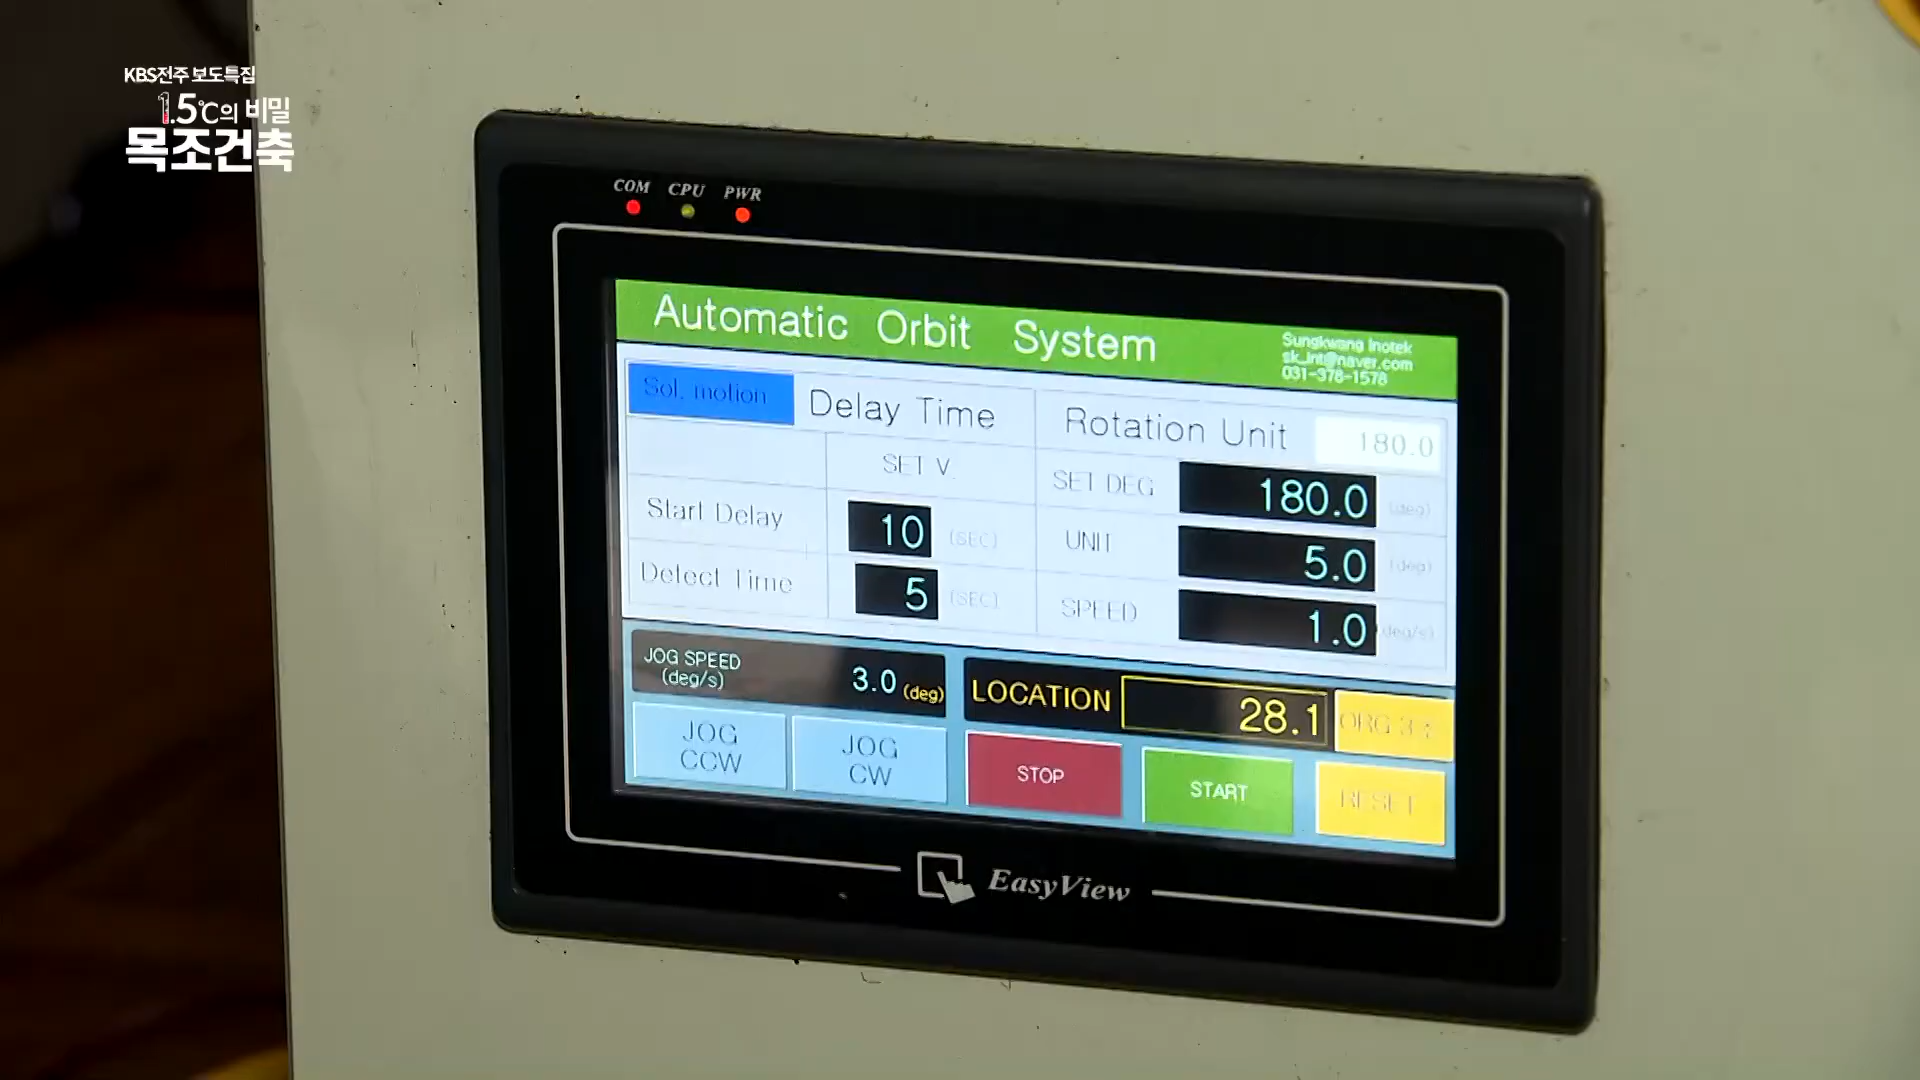 KBS전주 보도특집
1.5℃의 비밀
목조건축
COM CPU PWR
Automatic Orbit System
Sungkwang Inotek
sk_int@naver.com
031-378-1578
Sol. motion
Delay Time
Rotation Unit
180.0
SET V.
SET DEG
180.0
(deg)
Start Delay
10
(SEC)
UNIT
5.0
(deg)
Detect Time
5
(SEC)
SPEED
1.0
(deg/s)
JOG SPEED
(deg/s)
3.0 (deg)
LOCATION
28.1
ORG
JOG
CCW
JOG
CW
STOP
START
RESET
EasyView